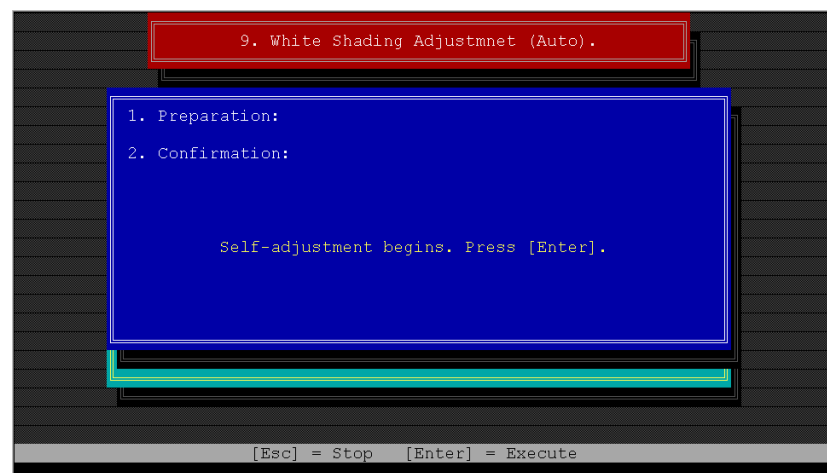 9. White Shading Adjustmnet (Auto).
1. Preparation:
2. Confirmation:
Self-adjustment begins. Press [Enter].
[Esc] = Stop [Enter] = Execute